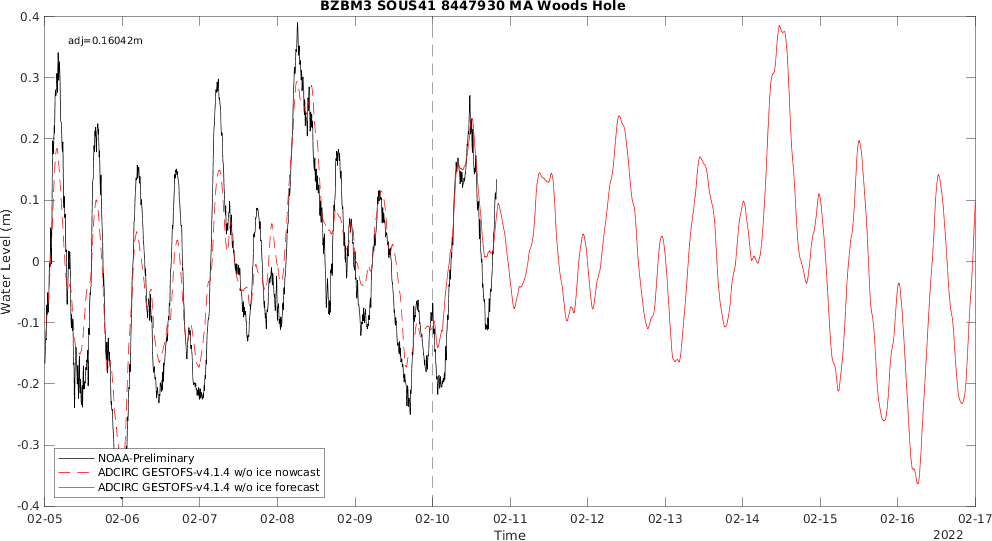 BZBM3 SOUS41 8447930 MA Woods Hole
adj=0.16042m
0.4
0.3
0.2
0.1
0
-0.1
-0.2
-0.3
-0.4
Water Level (m)
NOAA-Preliminary
ADCIRC GESTOFS-v4.1.4 w/o ice nowcast
ADCIRC GESTOFS-v4.1.4 w/o ice forecast
02-05 02-06 02-07 02-08 02-09 02-10 02-11 02-12 02-13 02-14 02-15 02-16 02-17
Time
2022